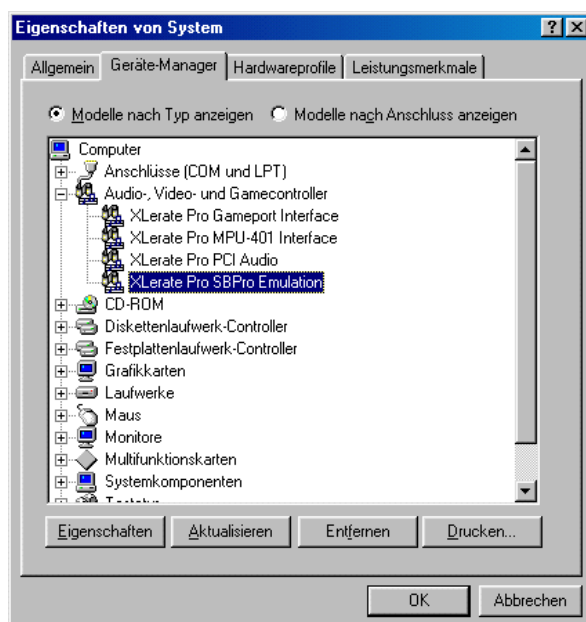 Eigenschaften von System
Allgemein Geräte-Manager Hardwareprofile Leistungsmerkmale
Modelle nach Typ anzeigen Modelle nach Anschluss anzeigen
Computer
Anschlüsse (COM und LPT)
Audio-, Video- und Gamecontroller
XLerate Pro Gameport Interface
XLerate Pro MPU-401 Interface
XLerate Pro PCI Audio
XLerate Pro SBPro Emulation
CD-ROM
Diskettenlaufwerk-Controller
Festplattenlaufwerk-Controller
Grafikkarten
Laufwerke
Maus
Monitore
Multifunktionskarten
Systemkomponenten
Eigenschaften Aktualisieren Entfernen Drucken...
OK Abbrechen